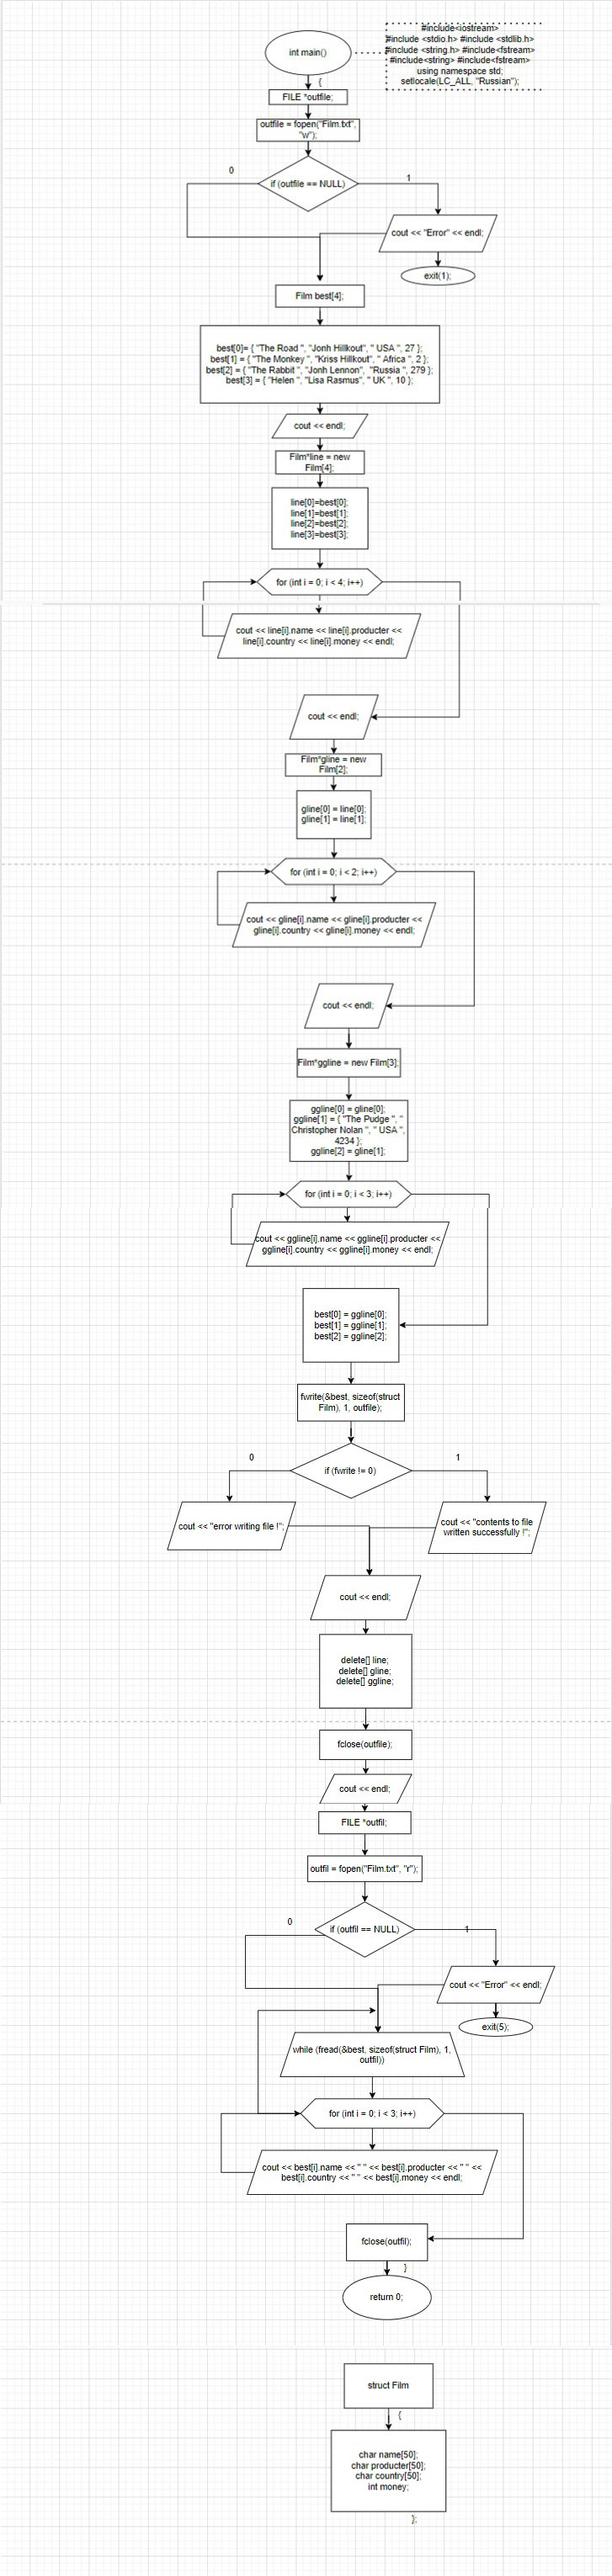 #include<iostream>
#include <stdio.h> #include <stdlib.h>
#include <string.h> #include<fstream>
#include<string> #include<fstream>
using namespace std;
setlocale(LC_ALL, "Russian");
int main()
{
FILE *outfile;
outfile = fopen("Film.txt",
"w");
0
1
if (outfile == NULL)
cout << "Error" << endl;
exit(1);
Film best[4];
best[0]= { "The Road ", "Jonh Hillkout", " USA ", 27 };
best[1] = { "The Monkey ", "Kriss Hillkout", " Africa ", 2 };
best[2] = { "The Rabbit ", "Jonh Lennon",  "Russia ", 279 };
best[3] = { "Helen ", "Lisa Rasmus", " UK ", 10 };
cout << endl;
Film*line = new
Film[4];
line[0]=best[0];
line[1]=best[1];
line[2]=best[2];
line[3]=best[3];
for (int i = 0; i < 4; i++)
cout << line[i].name << line[i].producter <<
line[i].country << line[i].money << endl;
cout << endl;
Film*gline = new
Film[2];
gline[0] = line[0];
gline[1] = line[1];
for (int i = 0; i < 2; i++)
cout << gline[i].name << gline[i].producter <<
gline[i].country << gline[i].money << endl;
cout << endl;
Film*ggline = new Film[3];
ggline[0] = gline[0];
ggline[1] = { "The Pudge ", "
Christopher Nolan ", " USA ",
4234 };
ggline[2] = gline[1];
for (int i = 0; i < 3; i++)
cout << ggline[i].name << ggline[i].producter <<
ggline[i].country << ggline[i].money << endl;
best[0] = ggline[0];
best[1] = ggline[1];
best[2] = ggline[2];
fwrite(&best, sizeof(struct
Film), 1, outfile);
0
1
if (fwrite != 0)
cout << "error writing file !";
cout << "contents to file
written successfully !";
cout << endl;
delete[] line;
delete[] gline;
delete[] ggline;
fclose(outfile);
cout << endl;
FILE *outfil;
outfil = fopen("Film.txt", "r");
0
1
if (outfil == NULL)
cout << "Error" << endl;
exit(5);
while (fread(&best, sizeof(struct Film), 1,
outfil))
for (int i = 0; i < 3; i++)
cout << best[i].name << " " << best[i].producter << " " <<
best[i].country << " " << best[i].money << endl;
fclose(outfil);
}
return 0;
struct Film
{
char name[50];
char producter[50];
char country[50];
int money;
};